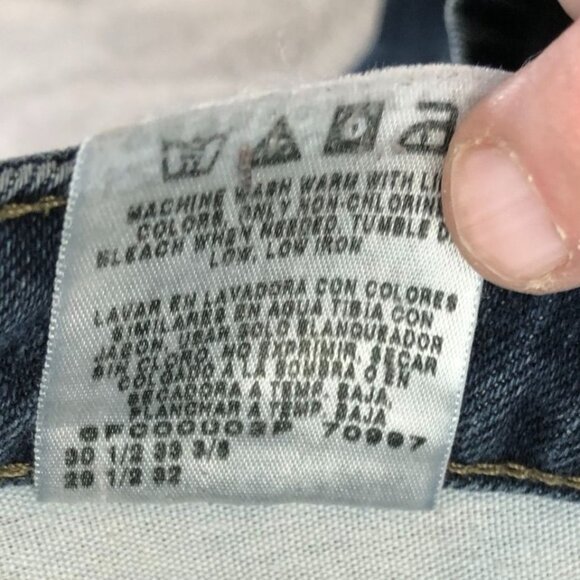 MACHINE WASH WARM WITH LI
COLORS, ONLY NON-CHLORINE
BLEACH WHEN NEEDED, TUMBLE D
LOW, LOW IRON
LAVAR EN LAVADORA CON COLORES
SIMILARES EN AGUA TIBIA CON
JABON, USAR SOLO BLANQUEADOR
SIN CLORO, NO EXPRIMIR, SECAR
COLGADO A LA SOMBRA O EN
SECADORA A TEMP. BAJA
PLANCHAR A TEMP. BAJA
70997
30 1/2 33 3/8
29 1/2 32